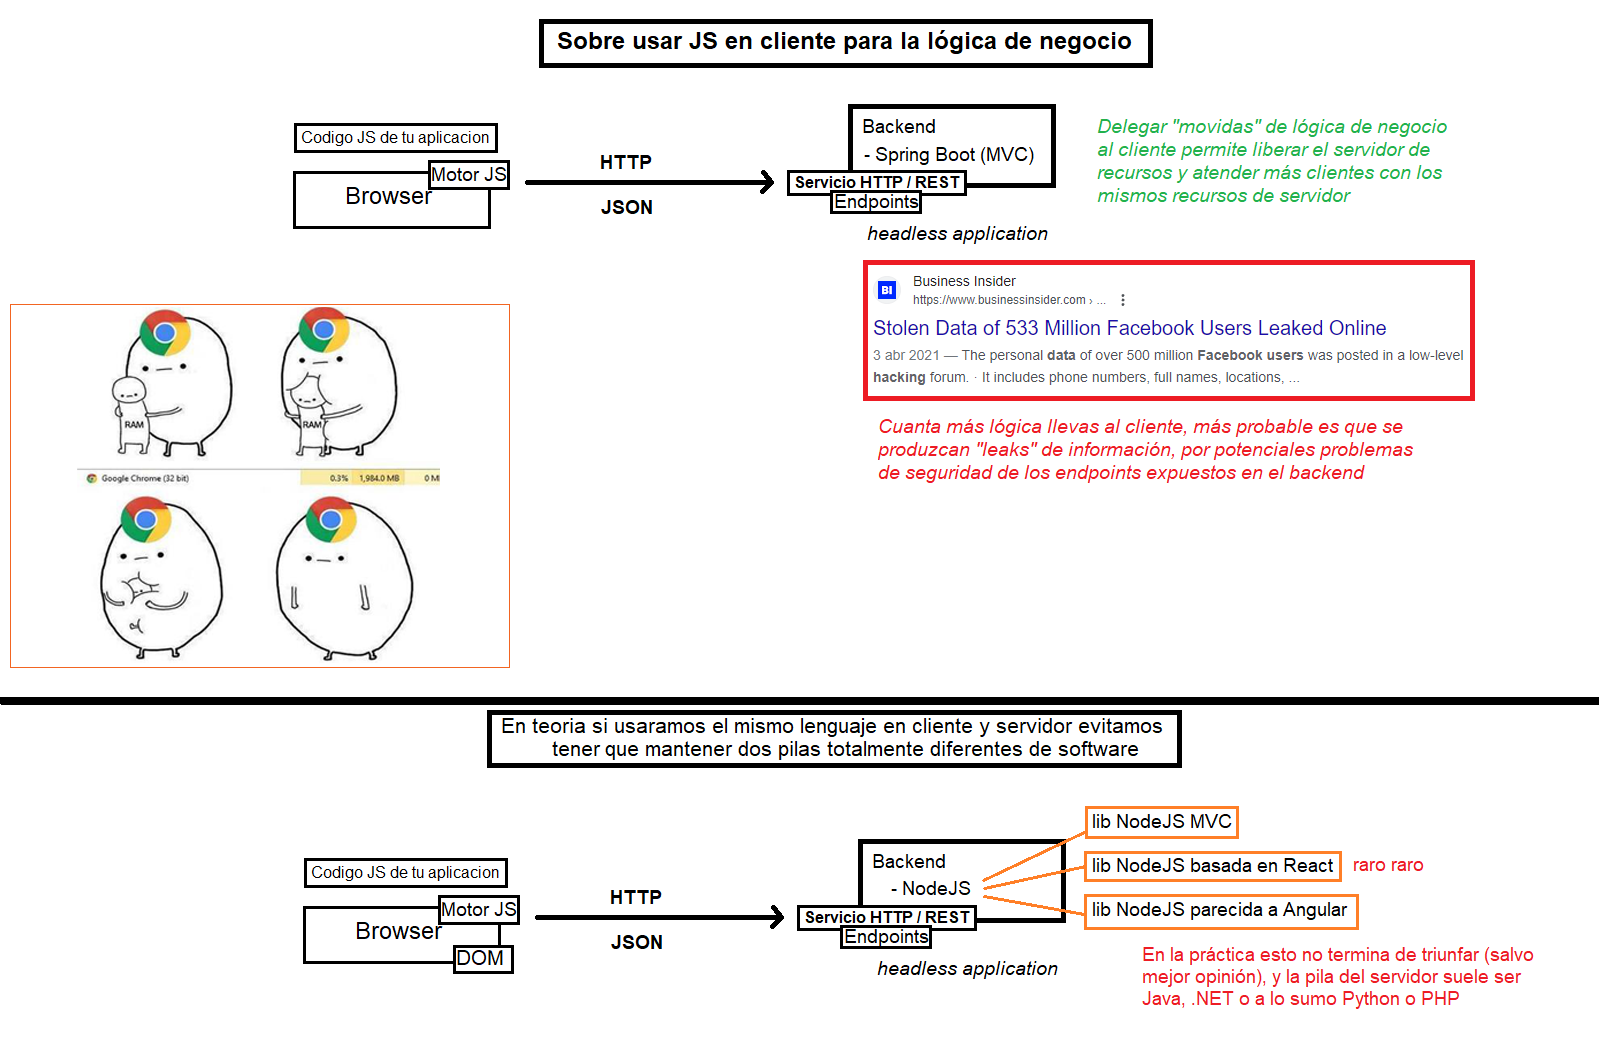 Sobre usar JS en cliente para la lógica de negocio
Codigo JS de tu aplicacion
Motor JS
Browser
HTTP
JSON
Backend
- Spring Boot (MVC)
Servicio HTTP / REST
Endpoints
headless application
Delegar "movidas" de lógica de negocio
al cliente permite liberar el servidor de
recursos y atender más clientes con los
mismos recursos de servidor
BI
Business Insider
https://www.businessinsider.com › ...
Stolen Data of 533 Million Facebook Users Leaked Online
3 abr 2021 — The personal data of over 500 million Facebook users was posted in a low-level
hacking forum. · It includes phone numbers, full names, locations, ...
Cuanta más lógica llevas al cliente, más probable es que se
produzcan "leaks" de información, por potenciales problemas
de seguridad de los endpoints expuestos en el backend
RAM
RAM
Google Chrome (32 bit) 0.3% 1,984.0 MB 0 M
En teoria si usaramos el mismo lenguaje en cliente y servidor evitamos
tener que mantener dos pilas totalmente diferentes de software
Codigo JS de tu aplicacion
Motor JS
Browser
DOM
HTTP
JSON
Backend
- NodeJS
Servicio HTTP / REST
Endpoints
headless application
lib NodeJS MVC
lib NodeJS basada en React raro raro
lib NodeJS parecida a Angular
En la práctica esto no termina de triunfar (salvo
mejor opinión), y la pila del servidor suele ser
Java, .NET o a lo sumo Python o PHP